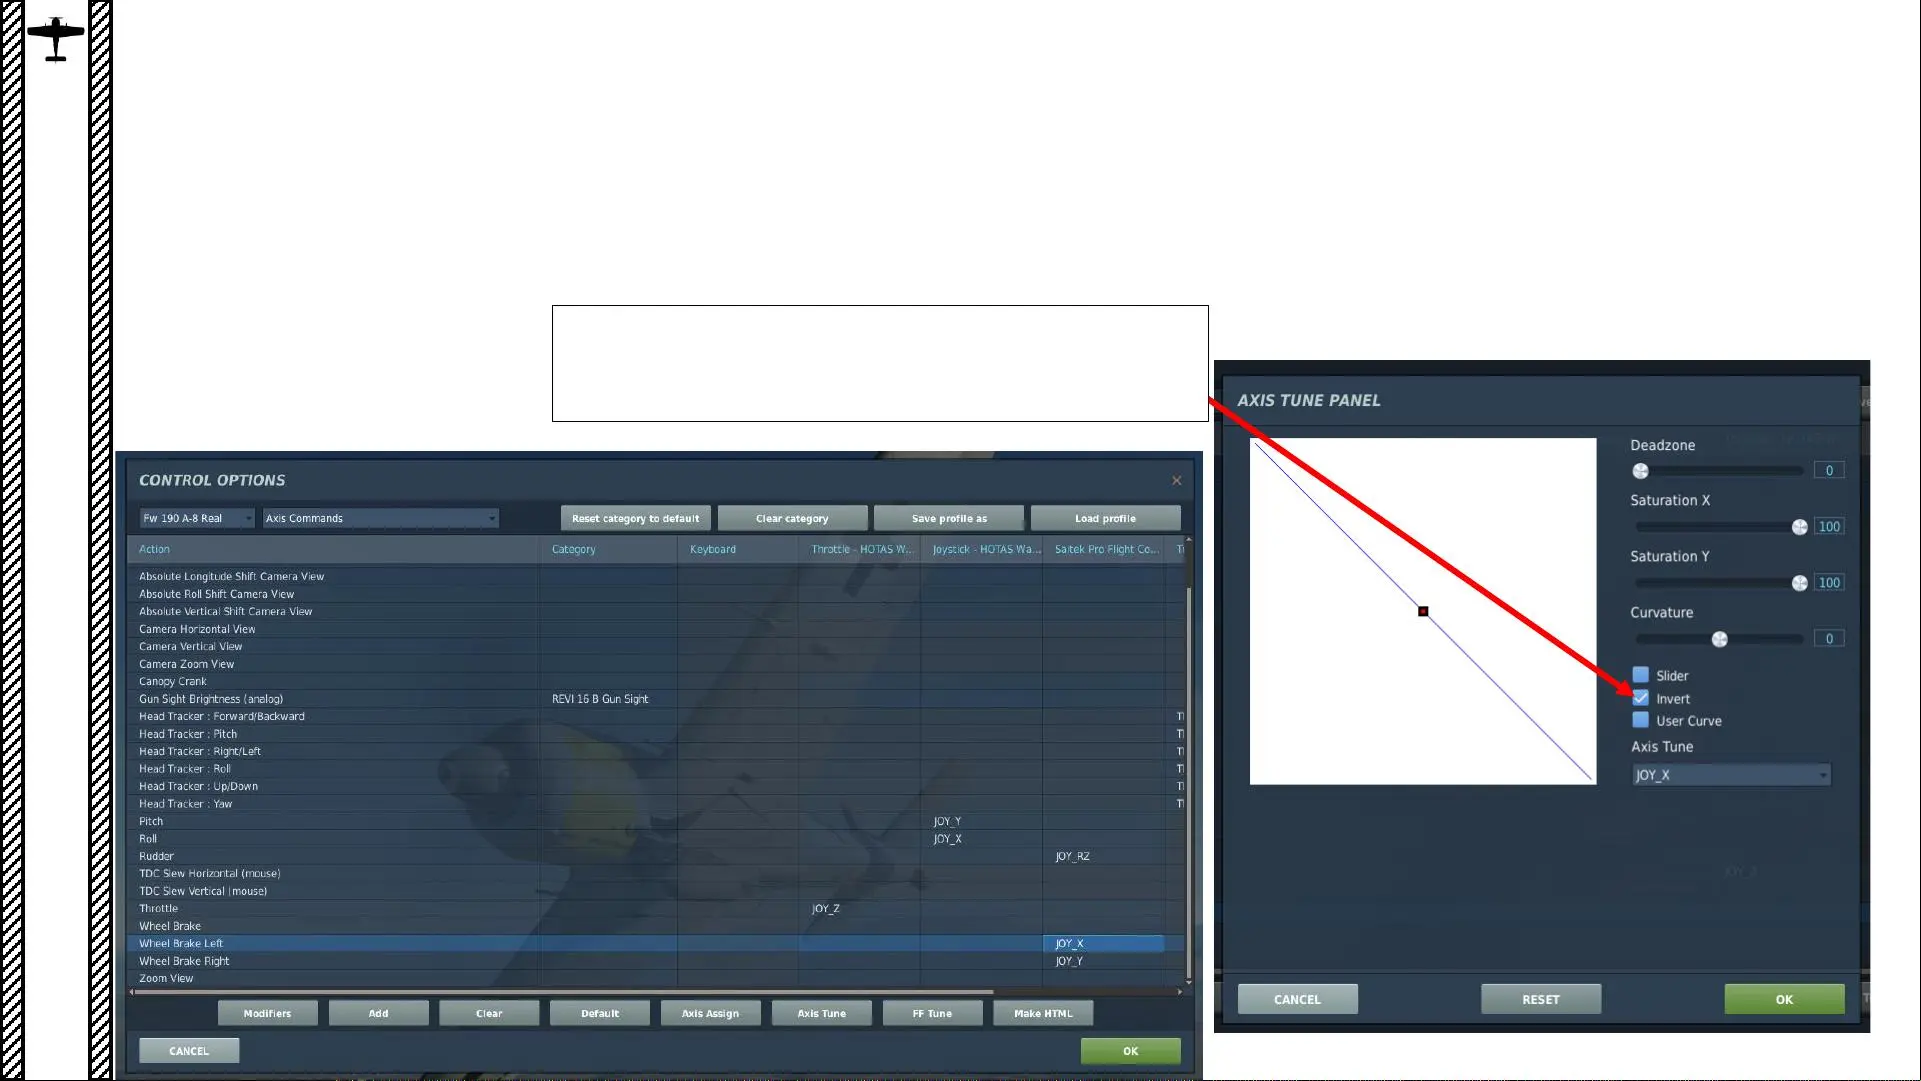 CONTROL OPTIONS
Fw 190 A-8 Real
Axis Commands
Reset category to default
Clear category
Save profile as
Load profile
Action Category Keyboard Throttle - HOTAS W... Joystick - HOTAS Wa... Saitek Pro Flight Co...
Absolute Longitude Shift Camera View
Absolute Roll Shift Camera View
Absolute Vertical Shift Camera View
Camera Horizontal View
Camera Vertical View
Camera Zoom View
Canopy Crank
Gun Sight Brightness (analog) REVI 16 B Gun Sight
Head Tracker : Forward/Backward
Head Tracker : Pitch
Head Tracker : Right/Left
Head Tracker : Roll
Head Tracker : Up/Down
Head Tracker : Yaw
Pitch JOY_Y
Roll JOY_X
Rudder JOY_RZ
TDC Slew Horizontal (mouse)
TDC Slew Vertical (mouse)
Throttle JOY_Z
Wheel Brake
Wheel Brake Left JOY_X
Wheel Brake Right JOY_Y
Zoom View
Modifiers
Add
Clear
Default
Axis Assign
Axis Tune
FF Tune
Make HTML
CANCEL
OK
AXIS TUNE PANEL
Deadzone
0
Saturation X
100
Saturation Y
100
Curvature
0
Slider
Invert
User Curve
Axis Tune
JOY_X
CANCEL
RESET
OK